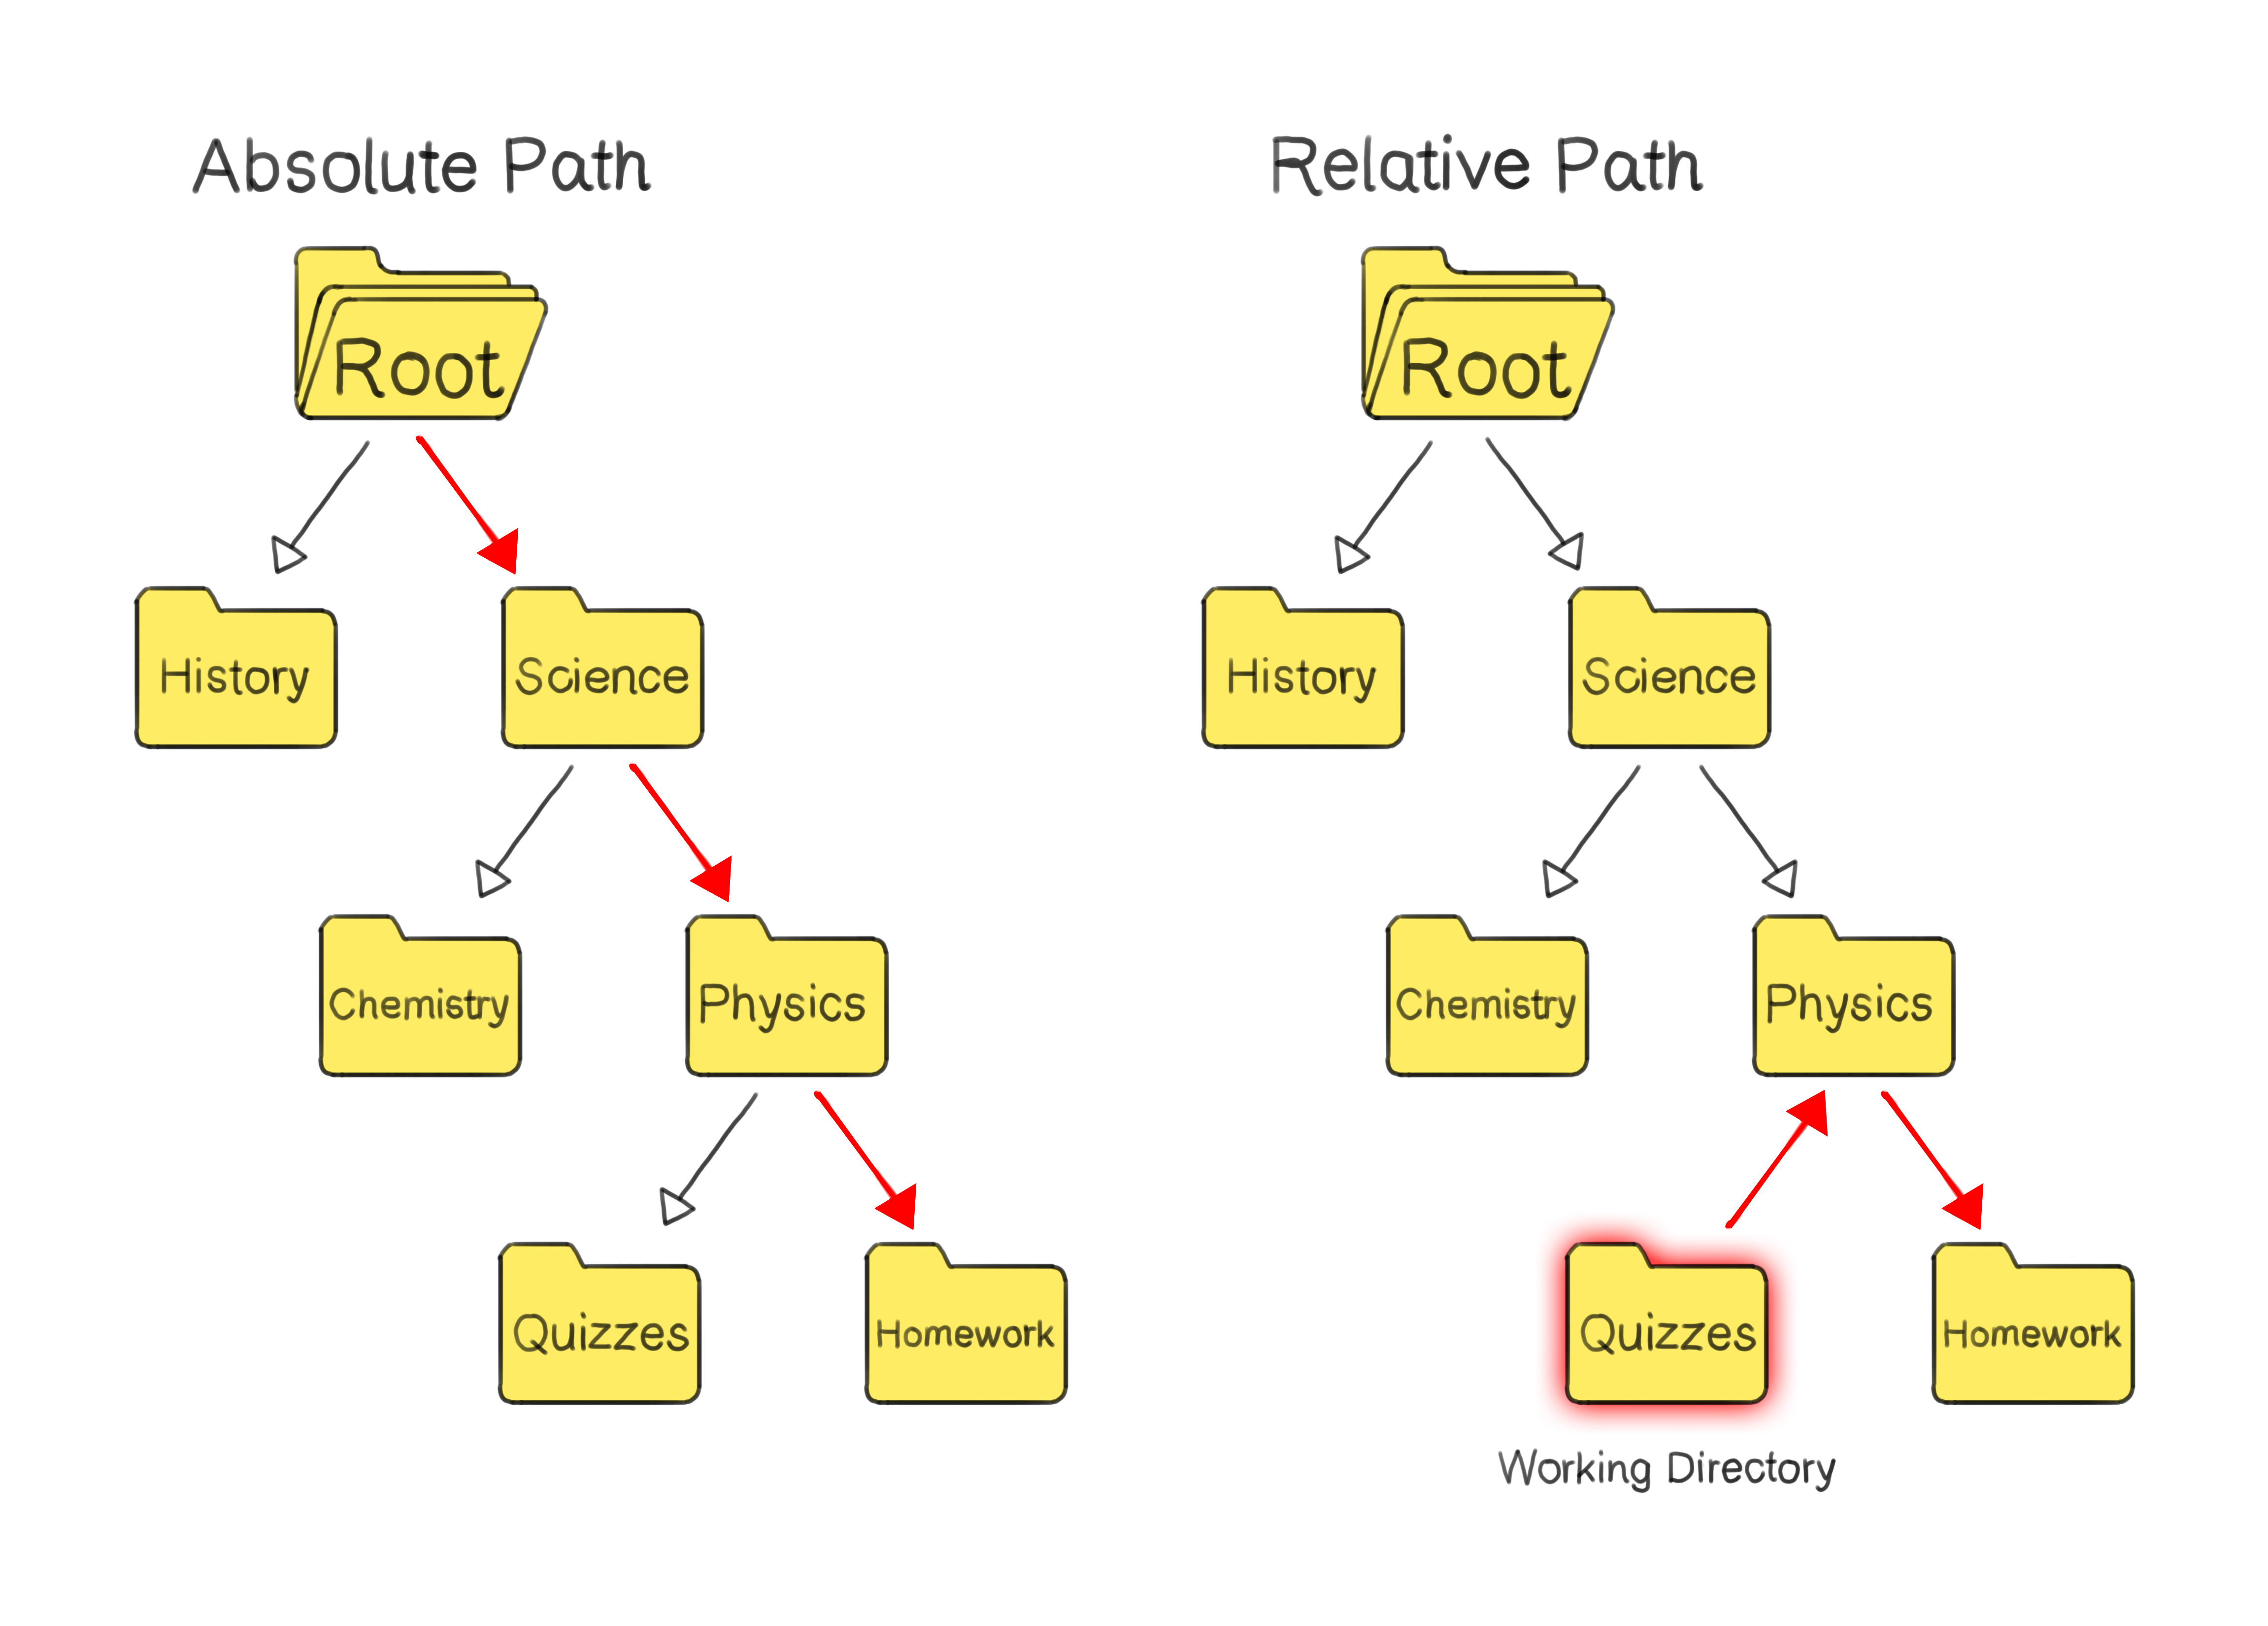 Absolute Path
Root
History
Science
Chemistry
Physics
Quizzes
Homework
Relative Path
Root
History
Science
Chemistry
Physics
Quizzes
Homework
Working Directory